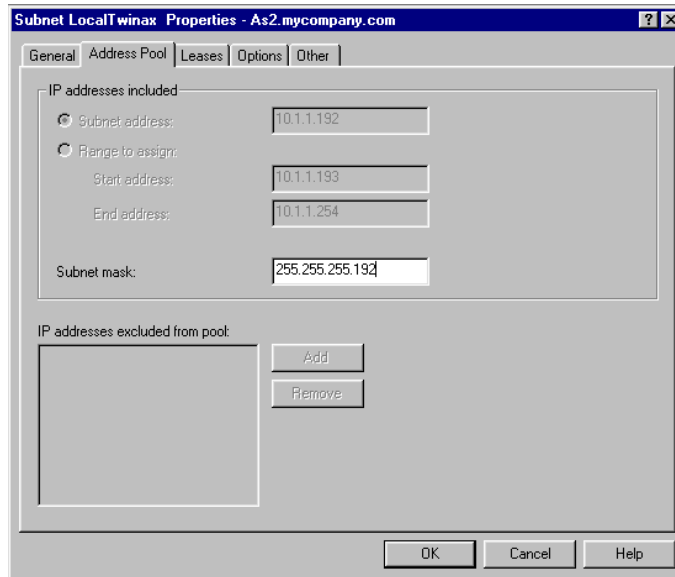 Subnet LocalTwinax Properties - As2.mycompany.com
General Address Pool Leases Options Other
IP addresses included
Subnet address: 10.1.1.192
Range to assign:
Start address: 10.1.1.193
End address: 10.1.1.254
Subnet mask: 255.255.255.192
IP addresses excluded from pool:
Add
Remove
OK Cancel Help